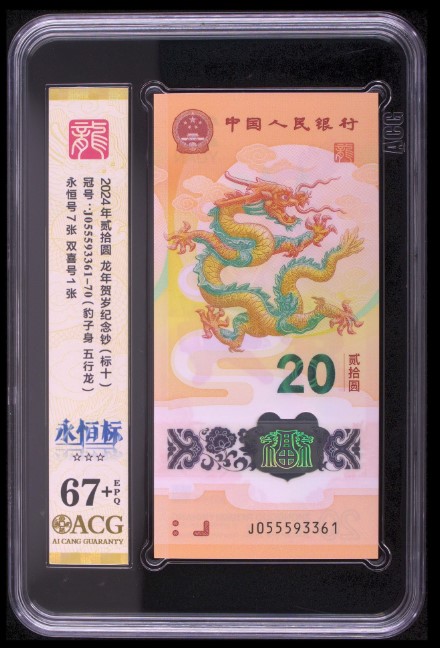 龍
2024年贰拾圆 龙年贺岁纪念钞（标十）
冠号：J055593361-70（豹子身 五行龙）
永恒号7张 双喜号1张
永恒标
☆☆☆
67+ EPQ
ACG
AI CANG GUARANTY
中国人民银行
20
贰拾圆
J055593361
ACG